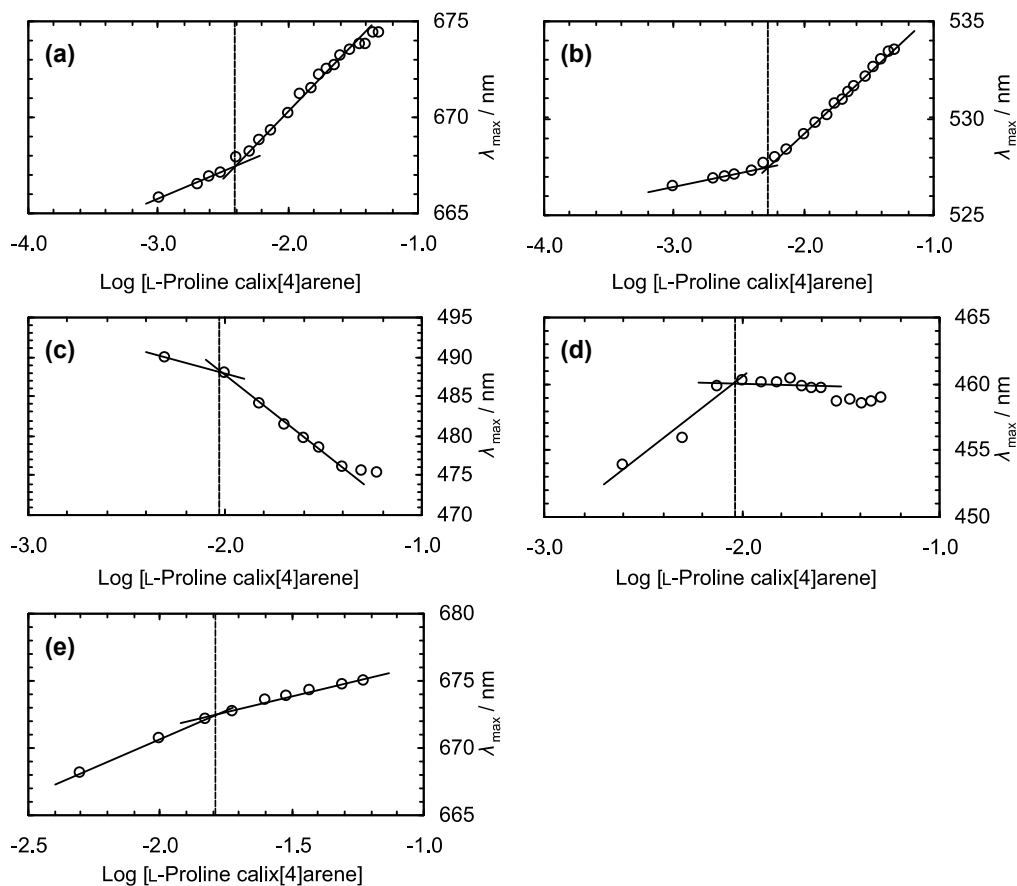 (a)
675
670
665
λmax / nm
-4.0 -3.0 -2.0 -1.0
Log [L-Proline calix[4]arene]
(b)
535
530
525
λmax / nm
-4.0 -3.0 -2.0 -1.0
Log [L-Proline calix[4]arene]
(c)
495
490
485
480
475
470
λmax / nm
-3.0 -2.0 -1.0
Log [L-Proline calix[4]arene]
(d)
465
460
455
450
λmax / nm
-3.0 -2.0 -1.0
Log [L-Proline calix[4]arene]
(e)
680
675
670
665
λmax / nm
-2.5 -2.0 -1.5 -1.0
Log [L-Proline calix[4]arene]